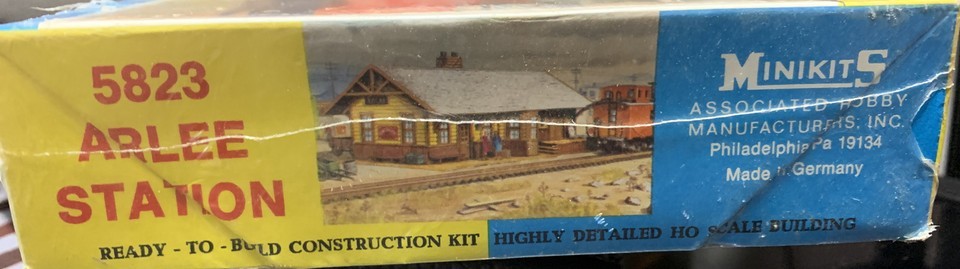 5823
ARLEE
STATION
MINIKITS
ASSOCIATED HOBBY
MANUFACTURERS, INC.
Philadelphia Pa 19134
Made in Germany
READY - TO - BUILD CONSTRUCTION KIT HIGHLY DETAILED HO SCALE BUILDING